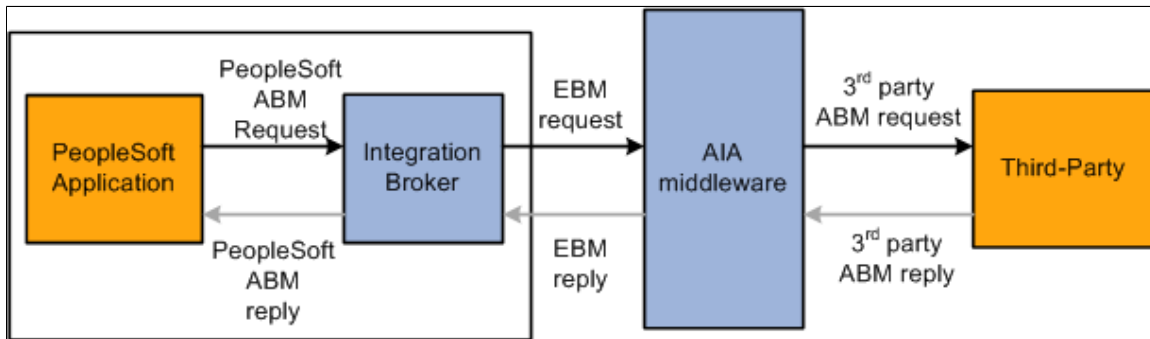 PeopleSoft
Application
PeopleSoft
ABM
Request
Integration
Broker
EBM
request
AIA
middleware
3rd party
ABM request
Third-Party
PeopleSoft
ABM
reply
EBM
reply
3rd party
ABM reply